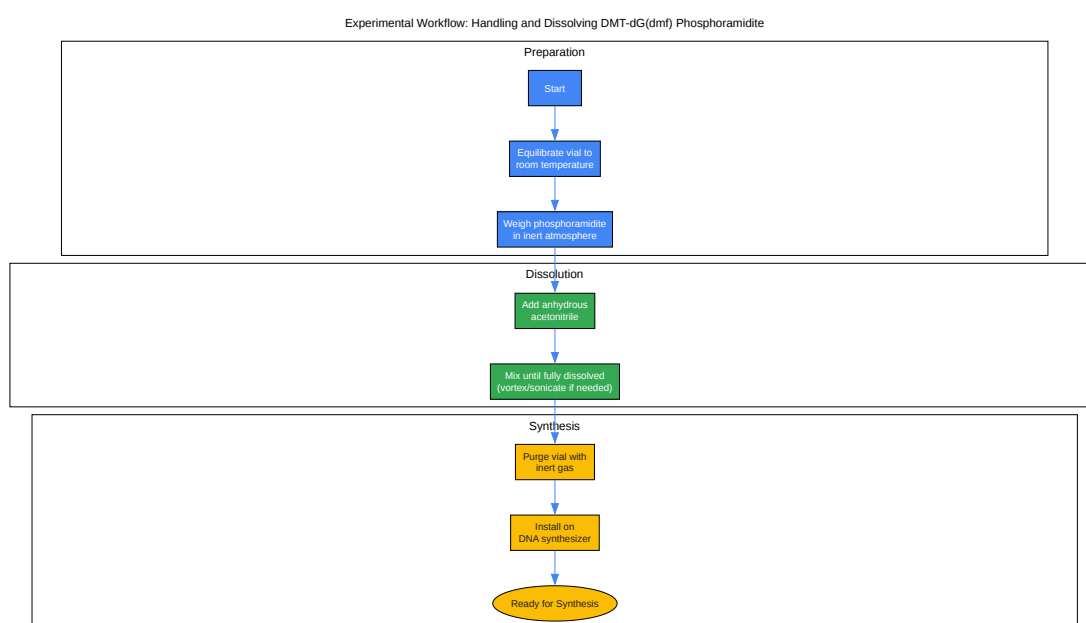 Experimental Workflow: Handling and Dissolving DMT-dG(dmf) Phosphoramidite
Preparation
Start
Equilibrate vial to
room temperature
Weigh phosphoramidite
in inert atmosphere
Dissolution
Add anhydrous
acetonitrile
Mix until fully dissolved
(vortex/sonicate if needed)
Synthesis
Purge vial with
inert gas
Install on
DNA synthesizer
Ready for Synthesis